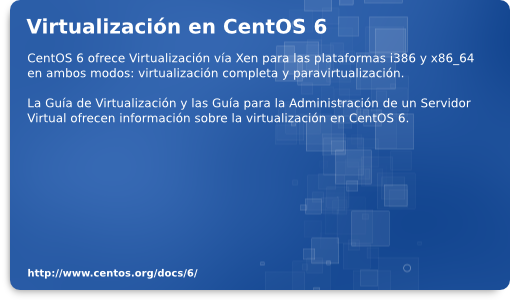 Virtualización en CentOS 6
CentOS 6 ofrece Virtualización vía Xen para las plataformas i386 y x86_64
en ambos modos: virtualización completa y paravirtualización.
La Guía de Virtualización y las Guía para la Administración de un Servidor
Virtual ofrecen información sobre la virtualización en CentOS 6.
http://www.centos.org/docs/6/